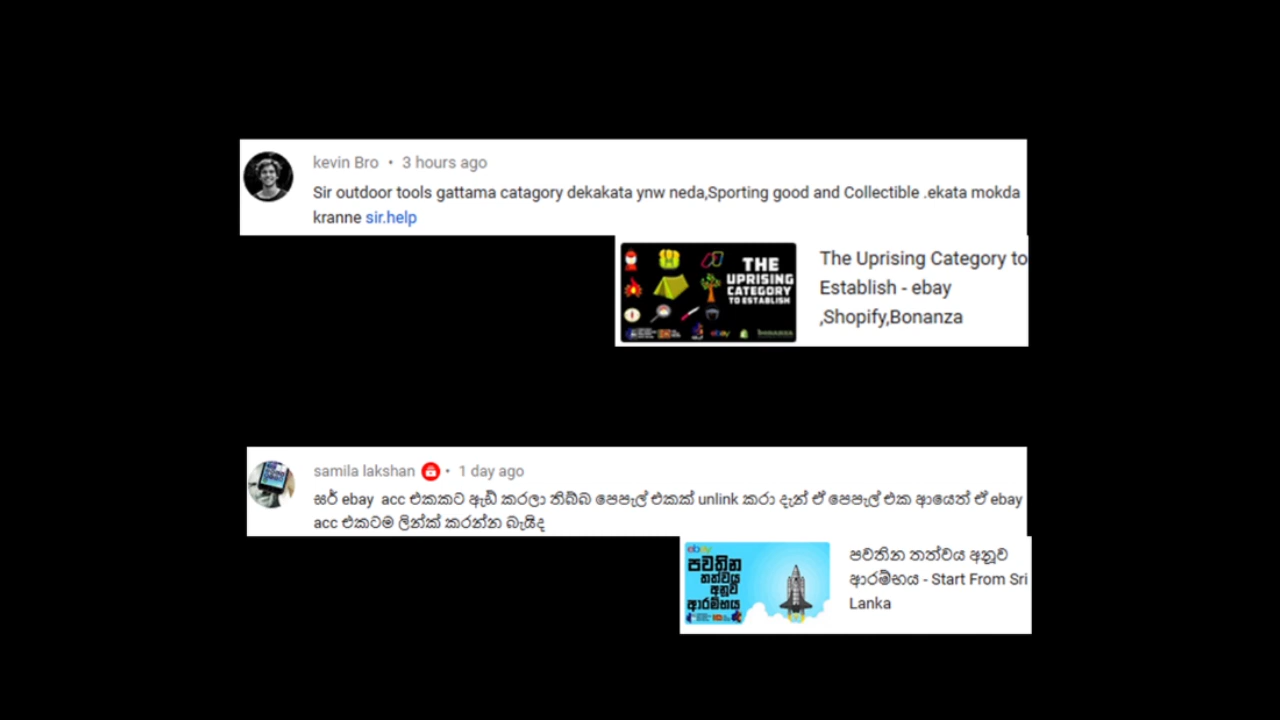 kevin Bro • 3 hours ago
Sir outdoor tools gattama catagory dekakata ynw neda,Sporting good and Collectible .ekata mokda
kranne sir.help
THE
UPRISING
CATEGORY
TO ESTABLISH
ebay
BONANZA
The Uprising Category to
Establish - ebay
,Shopify,Bonanza
samila lakshan • 1 day ago
සර් ebay acc එකකට ඇඩ් කරලා තිබ්බ පෙපැල් එකක් unlink කරා දැන් ඒ පෙපැල් එක ආයෙත් ඒ ebay
acc එකටම ලින්ක් කරන්න බැයිද
ebay
පවතින
තත්වය
අනුව
ආරම්භය
පවතින තත්වය අනූව
ආරම්භය - Start From Sri
Lanka